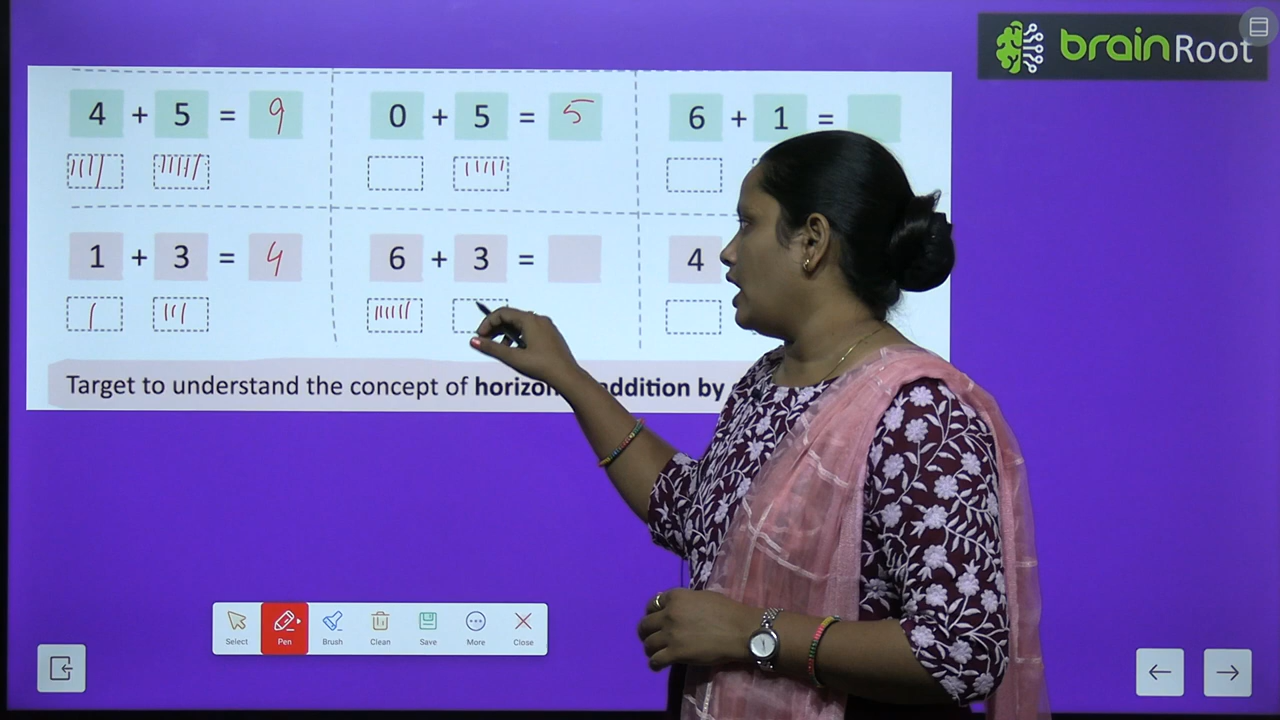 brainRoot
4 + 5 = 9
0 + 5 = 5
6 + 1 =
1 + 3 = 4
6 + 3 =
4
Target to understand the concept of addition by
Select Pen Brush Clean Save More Close